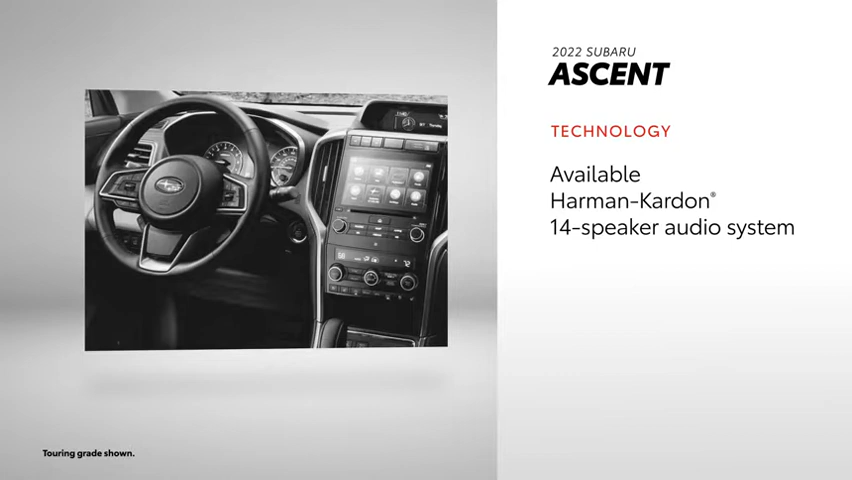 2022 SUBARU
ASCENT
TECHNOLOGY
Available
Harman-Kardon®
14-speaker audio system
Touring grade shown.